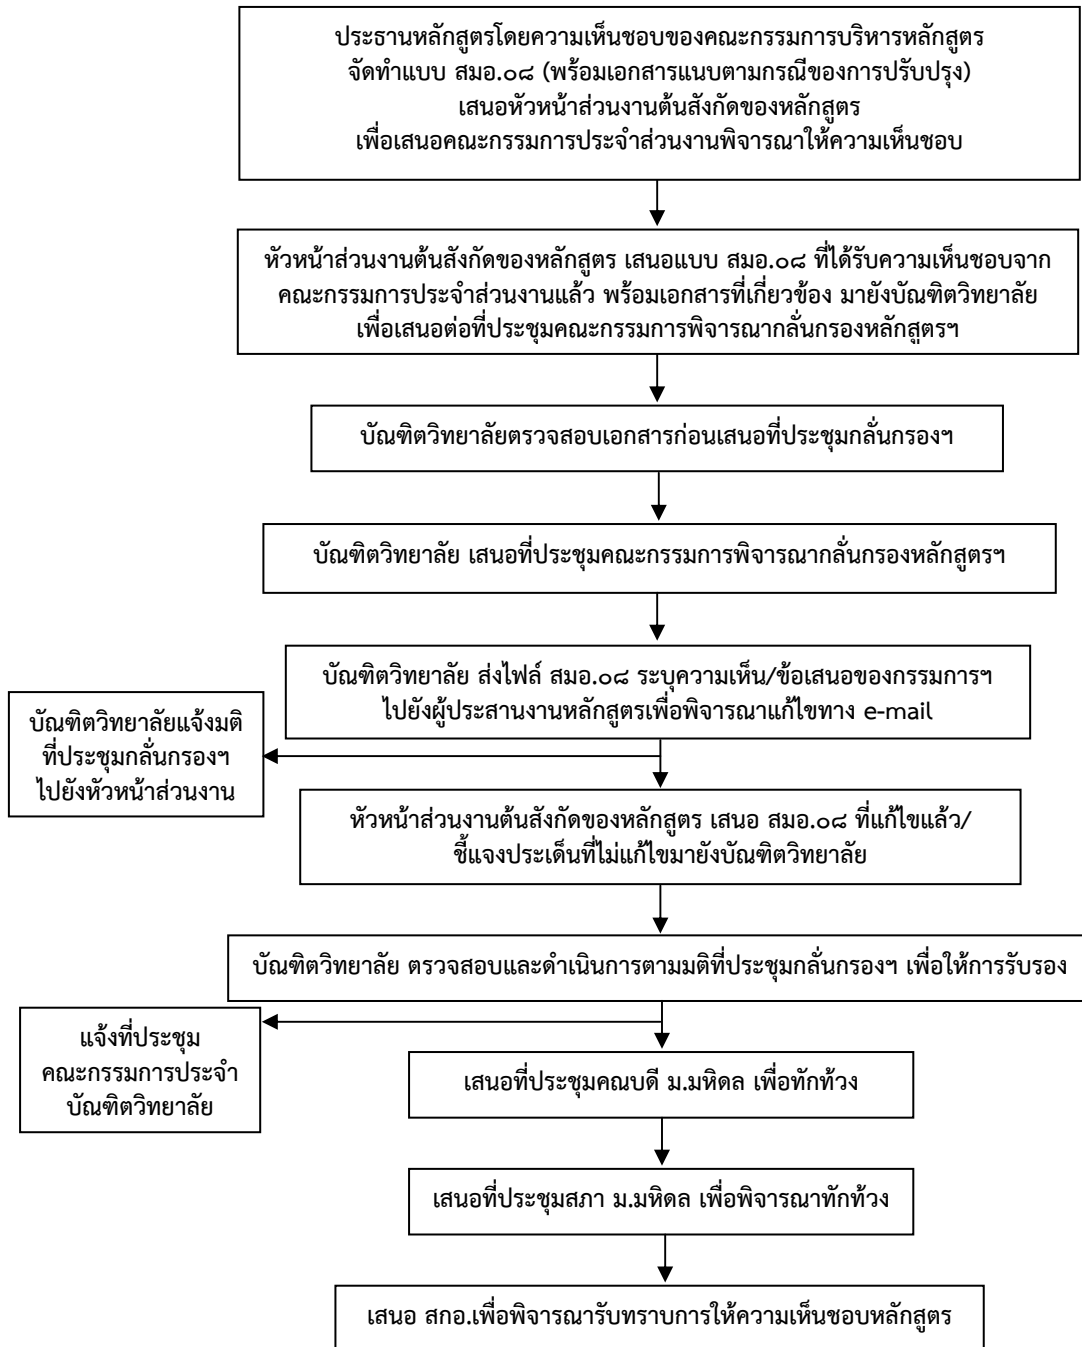 ประธานหลักสูตรโดยความเห็นชอบของคณะกรรมการบริหารหลักสูตร
จัดทำแบบ สมอ.๐๘ (พร้อมเอกสารแนบตามกรณีของการปรับปรุง)
เสนอหัวหน้าส่วนงานต้นสังกัดของหลักสูตร
เพื่อเสนอคณะกรรมการประจำส่วนงานพิจารณาให้ความเห็นชอบ
หัวหน้าส่วนงานต้นสังกัดของหลักสูตร เสนอแบบ สมอ.๐๘ ที่ได้รับความเห็นชอบจาก
คณะกรรมการประจำส่วนงานแล้ว พร้อมเอกสารที่เกี่ยวข้อง มายังบัณฑิตวิทยาลัย
เพื่อเสนอต่อที่ประชุมคณะกรรมการพิจารณากลั่นกรองหลักสูตรฯ
บัณฑิตวิทยาลัยตรวจสอบเอกสารก่อนเสนอที่ประชุมกลั่นกรองฯ
บัณฑิตวิทยาลัย เสนอที่ประชุมคณะกรรมการพิจารณากลั่นกรองหลักสูตรฯ
บัณฑิตวิทยาลัย ส่งไฟล์ สมอ.๐๘ ระบุความเห็น/ข้อเสนอของกรรมการฯ
ไปยังผู้ประสานงานหลักสูตรเพื่อพิจารณาแก้ไขทาง e-mail
บัณฑิตวิทยาลัยแจ้งมติ
ที่ประชุมกลั่นกรองฯ
ไปยังหัวหน้าส่วนงาน
หัวหน้าส่วนงานต้นสังกัดของหลักสูตร เสนอ สมอ.๐๘ ที่แก้ไขแล้ว/
ชี้แจงประเด็นที่ไม่แก้ไขมายังบัณฑิตวิทยาลัย
บัณฑิตวิทยาลัย ตรวจสอบและดำเนินการตามมติที่ประชุมกลั่นกรองฯ เพื่อให้การรับรอง
แจ้งที่ประชุม
คณะกรรมการประจำ
บัณฑิตวิทยาลัย
เสนอที่ประชุมคณบดี ม.มหิดล เพื่อทักท้วง
เสนอที่ประชุมสภา ม.มหิดล เพื่อพิจารณาทักท้วง
เสนอ สกอ.เพื่อพิจารณารับทราบการให้ความเห็นชอบหลักสูตร